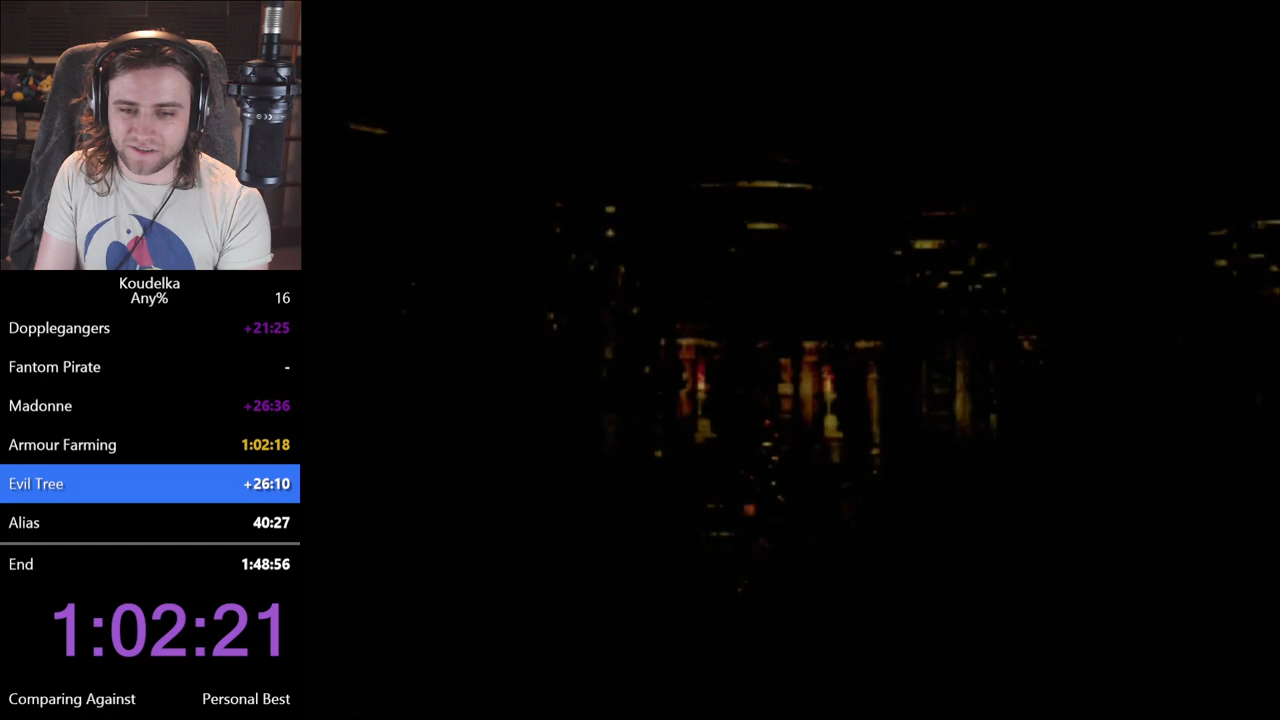 Koudelka
Any% 16
Dopplegangers +21:25
Fantom Pirate -
Madonne +26:36
Armour Farming 1:02:18
Evil Tree +26:10
Alias 40:27
End 1:48:56
1:02:21
Comparing Against Personal Best